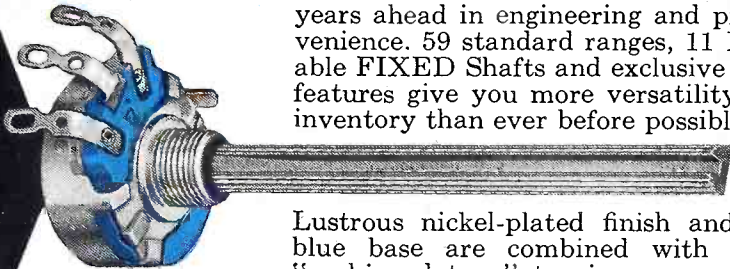 years ahead in engineering and
venience. 59 standard ranges, 11
able FIXED Shafts and exclusive
features give you more versatility
inventory than ever before possibl
Lustrous nickel-plated finish and
blue base are combined with